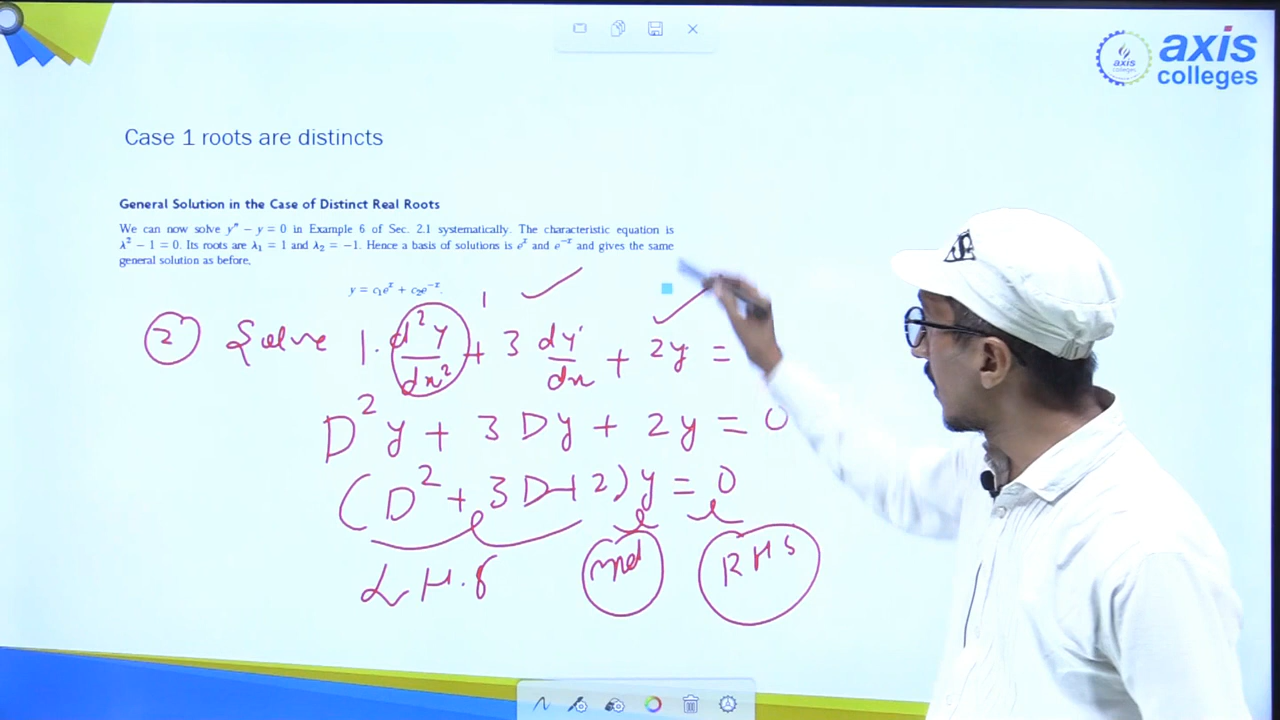 axis
colleges
axis
colleges
Case 1 roots are distincts
General Solution in the Case of Distinct Real Roots
We can now solve y″ − y = 0 in Example 6 of Sec. 2.1 systematically. The characteristic equation is
λ² − 1 = 0. Its roots are λ₁ = 1 and λ₂ = −1. Hence a basis of solutions is eˣ and e⁻ˣ and gives the same
general solution as before,
y = c₁eˣ + c₂e⁻ˣ.
(2) Solve 1. d²y/dx² + 3 dy/dx + 2y =
D²y + 3Dy + 2y = 0
(D² + 3D + 2) y = 0
L H.S
RHS